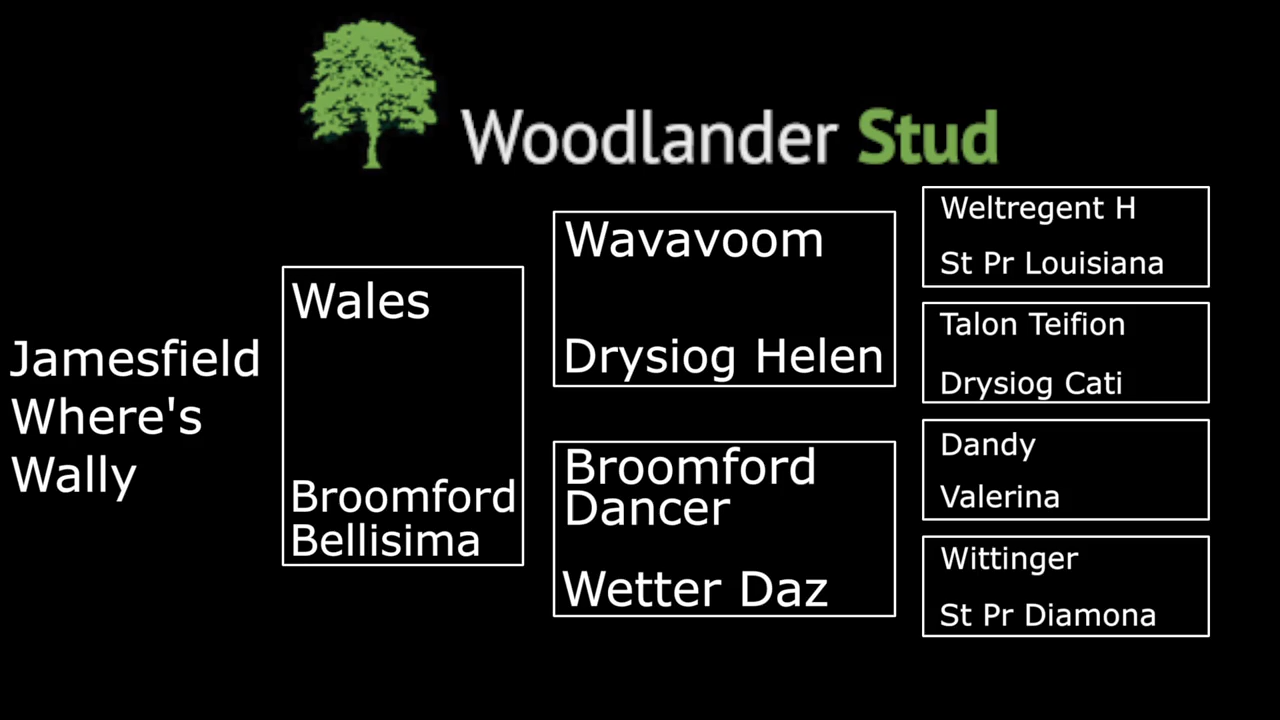 Woodlander Stud
Jamesfield
Where's
Wally
Wales
Broomford
Bellisima
Wavavoom
Drysiog Helen
Broomford
Dancer
Wetter Daz
Weltregent H
St Pr Louisiana
Talon Teifion
Drysiog Cati
Dandy
Valerina
Wittinger
St Pr Diamona